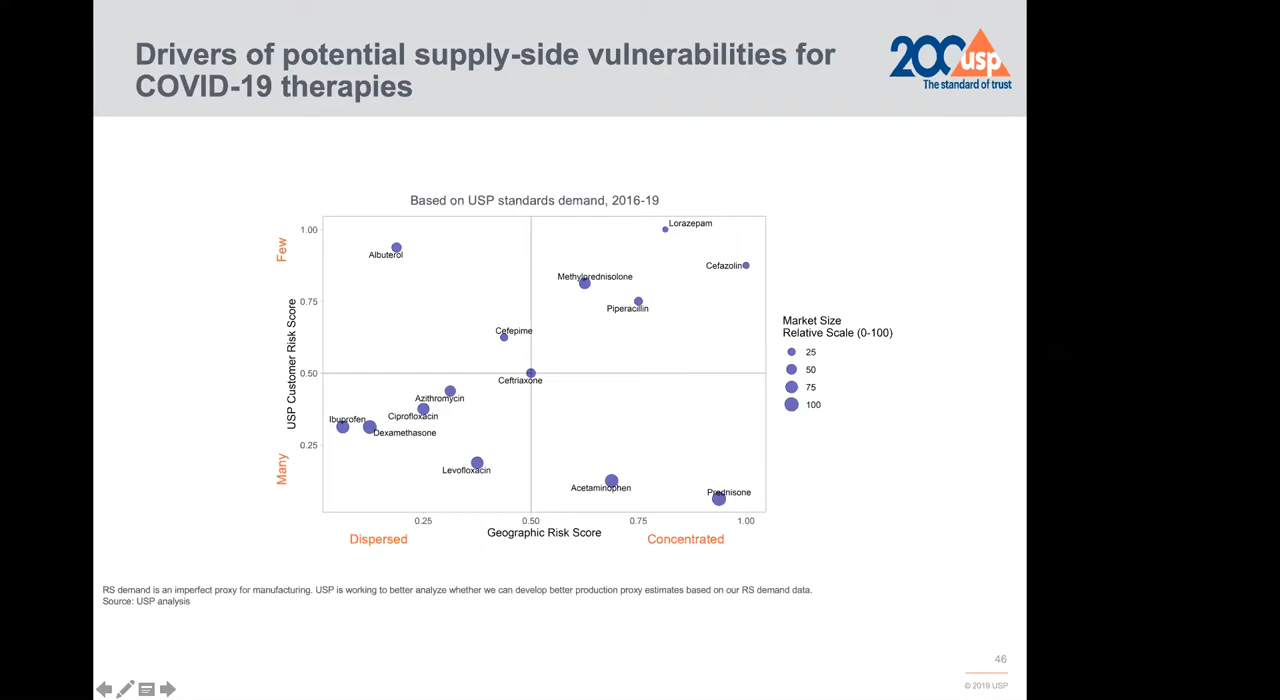 Drivers of potential supply-side vulnerabilities for
COVID-19 therapies
200 usp
The standard of trust
Based on USP standards demand, 2016-19
Few
USP Customer Risk Score
Many
1.00
0.75
0.50
0.25
Lorazepam
Albuterol
Cefazolin
Methylprednisolone
Piperacillin
Cefepime
Ceftriaxone
Azithromycin
Ciprofloxacin
Ibuprofen
Dexamethasone
Levofloxacin
Acetaminophen
Prednisone
0.25
0.50
0.75
1.00
Geographic Risk Score
Dispersed
Concentrated
Market Size
Relative Scale (0-100)
25
50
75
100
RS demand is an imperfect proxy for manufacturing. USP is working to better analyze whether we can develop better production proxy estimates based on our RS demand data.
Source: USP analysis
46
© 2019 USP